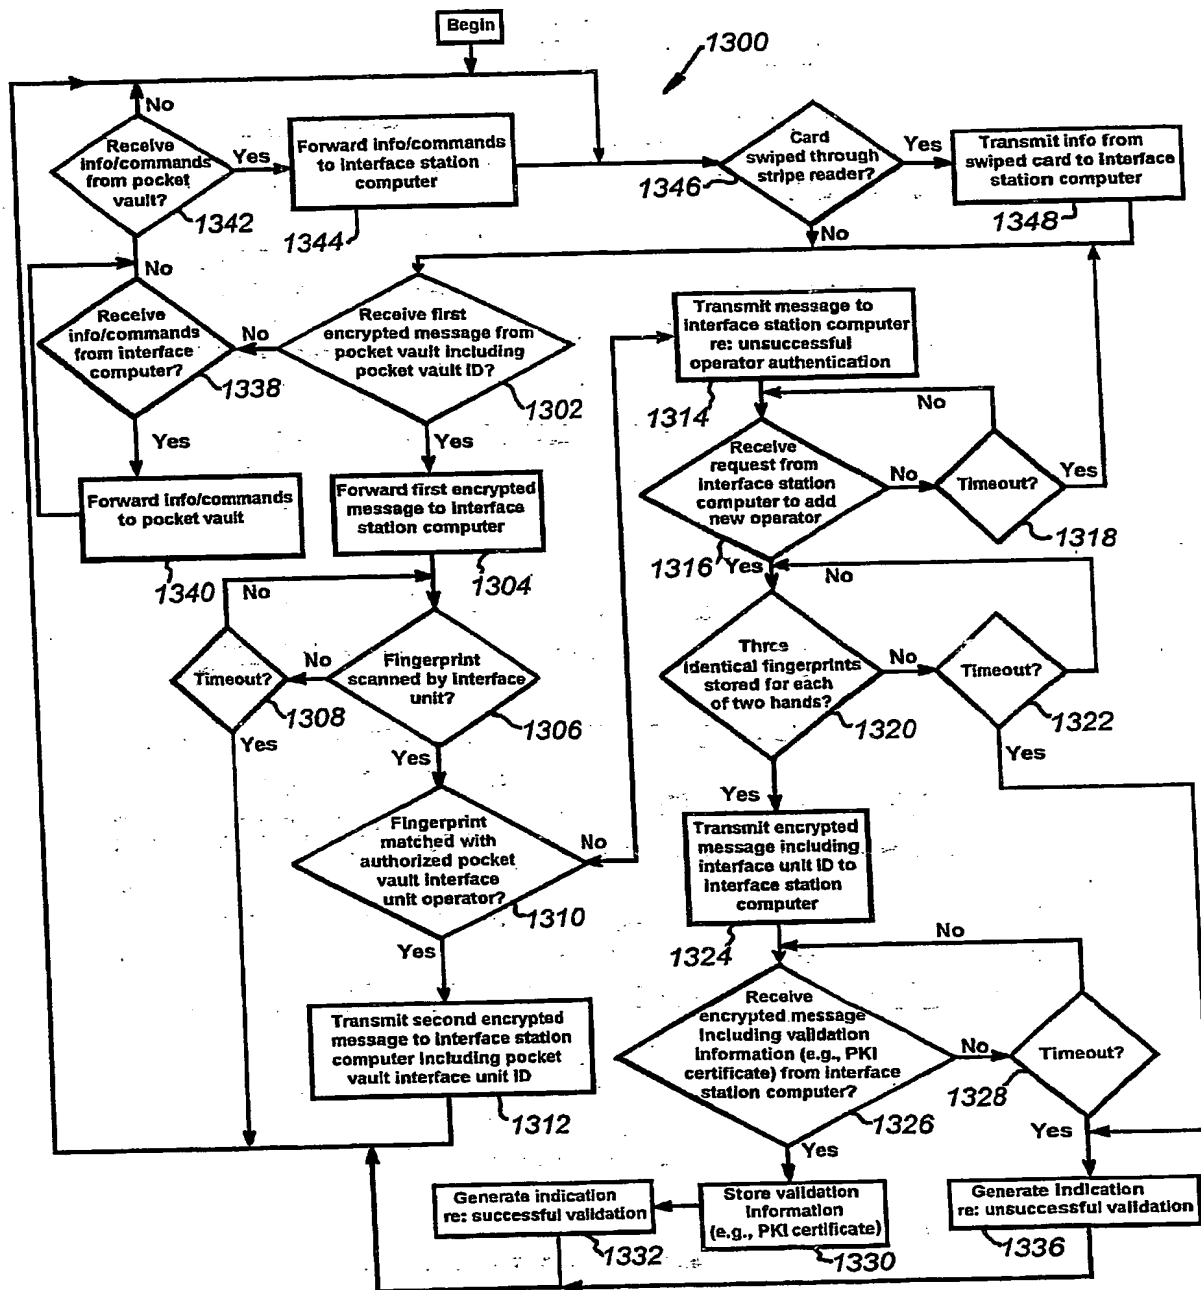 Begin
1300
No
Receive
info/commands
from pocket
vault?
Yes
1342
Forward info/commands
to interface station
computer
1344
Card
swiped through
stripe reader?
1346
Yes
No
Transmit info from
swiped card to interface
station computer
1348
No
Receive
info/commands
from interface
computer?
1338
No
Yes
Receive first
encrypted message from
pocket vault including
pocket vault ID?
1302
Yes
Transmit message to
interface station computer
re: unsuccessful
operator authentication
1314
No
Receive
request from
interface station
computer to add
new operator
1316
No
Timeout?
Yes
1318
Yes
No
Forward info/commands
to pocket vault
1340
Forward first encrypted
message to interface
station computer
1304
No
Timeout?
1308
No
Yes
Fingerprint
scanned by interface
unit?
1306
Yes
Three
identical fingerprints
stored for each
of two hands?
1320
No
Timeout?
1322
Yes
Yes
Fingerprint
matched with
authorized pocket
vault interface
unit operator?
1310
No
Yes
Transmit encrypted
message including
interface unit ID to
interface station
computer
1324
No
Transmit second encrypted
message to interface station
computer including pocket
vault interface unit ID
1312
Receive
encrypted message
including validation
information (e.g., PKI
certificate) from interface
station computer?
1326
No
Timeout?
1328
Yes
Yes
Generate indication
re: successful validation
1332
Store validation
information
(e.g., PKI certificate)
1330
Generate indication
re: unsuccessful validation
1336